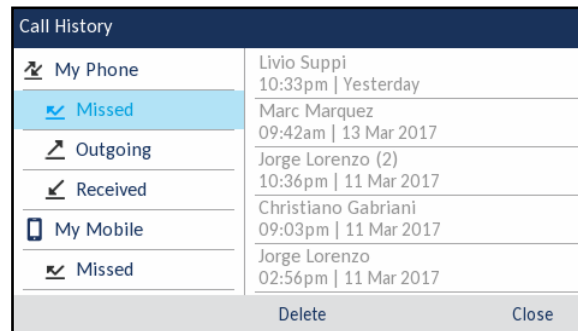 Call History
My Phone
Missed
Outgoing
Received
My Mobile
Missed
Livio Suppi
10:33pm | Yesterday
Marc Marquez
09:42am | 13 Mar 2017
Jorge Lorenzo (2)
10:36pm | 11 Mar 2017
Christiano Gabriani
09:03pm | 11 Mar 2017
Jorge Lorenzo
02:56pm | 11 Mar 2017
Delete
Close